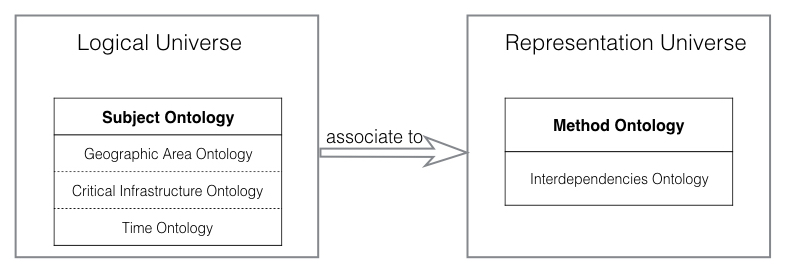 Logical Universe
Subject Ontology
Geographic Area Ontology
Critical Infrastructure Ontology
Time Ontology
associate to
Representation Universe
Method Ontology
Interdependencies Ontology